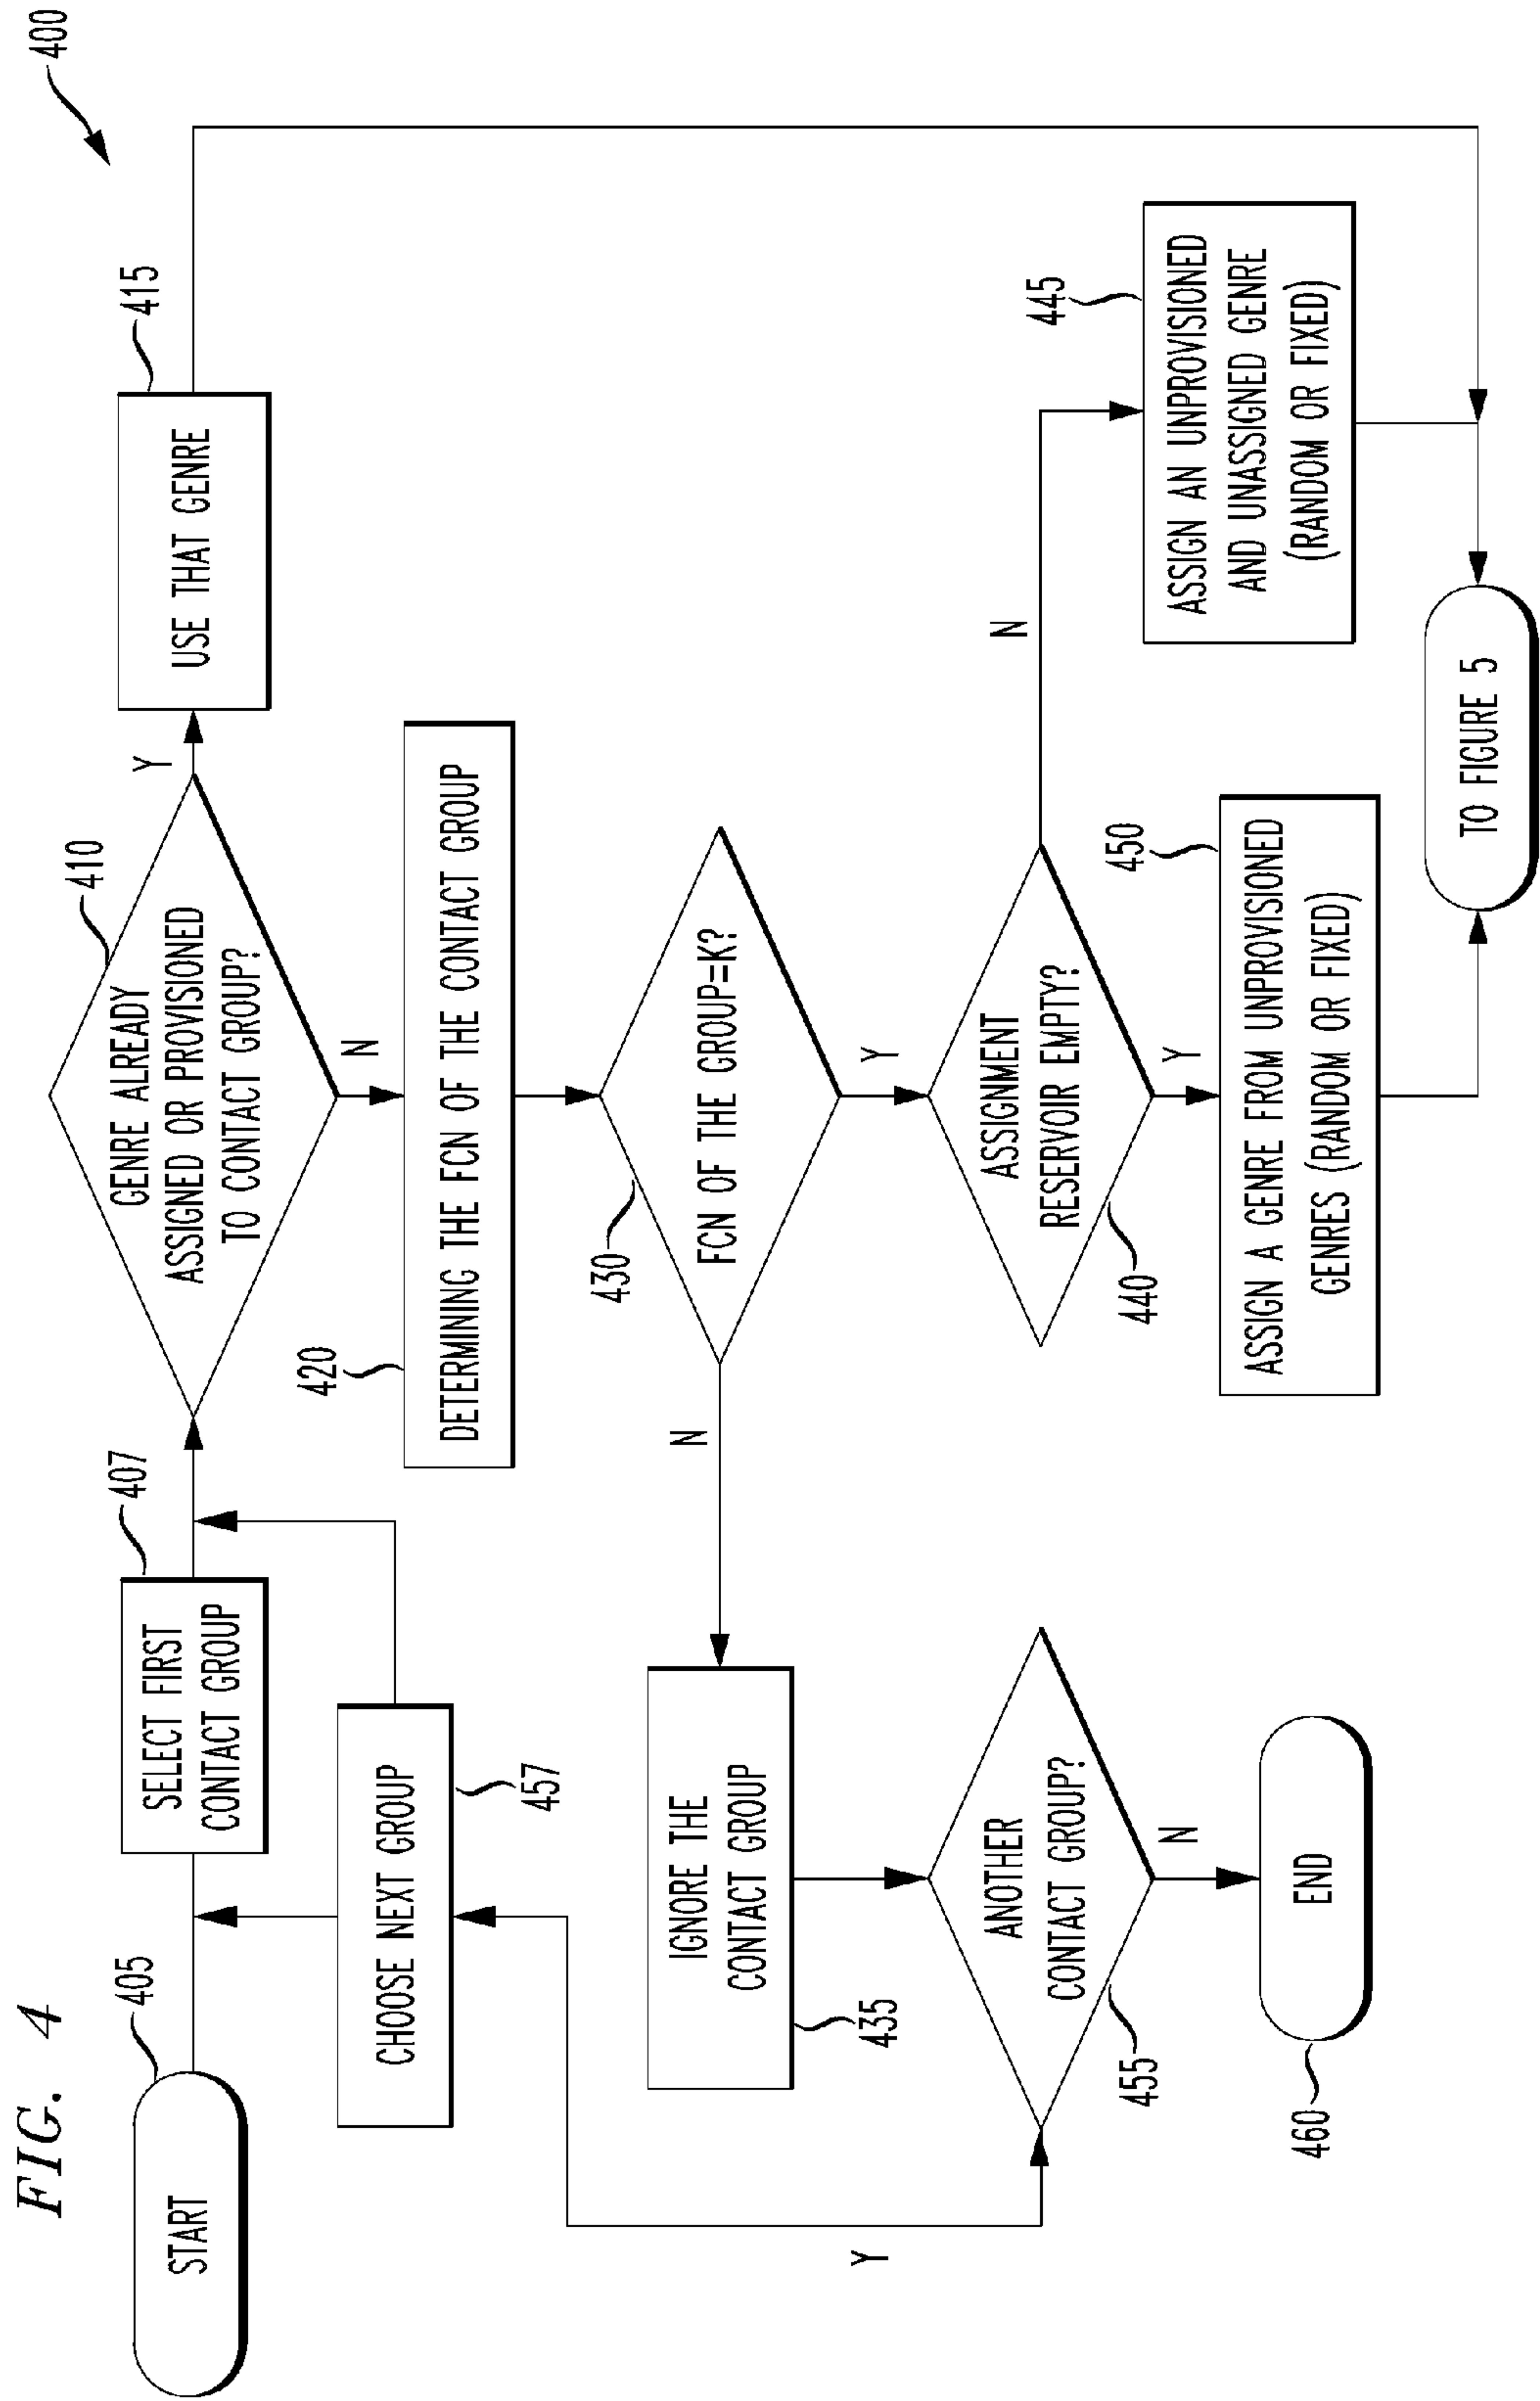 FIG. 4
400
405
START
407
SELECT FIRST
CONTACT GROUP
410
GENRE ALREADY
ASSIGNED OR PROVISIONED
TO CONTACT GROUP?
Y
415
USE THAT GENRE
N
457
CHOOSE NEXT GROUP
420
DETERMINING THE FCN OF THE CONTACT GROUP
430
FCN OF THE GROUP=K?
N
Y
435
IGNORE THE
CONTACT GROUP
440
ASSIGNMENT
RESERVOIR EMPTY?
N
Y
445
ASSIGN AN UNPROVISIONED
AND UNASSIGNED GENRE
(RANDOM OR FIXED)
450
ASSIGN A GENRE FROM UNPROVISIONED
GENRES (RANDOM OR FIXED)
455
ANOTHER
CONTACT GROUP?
Y
N
460
END
TO FIGURE 5